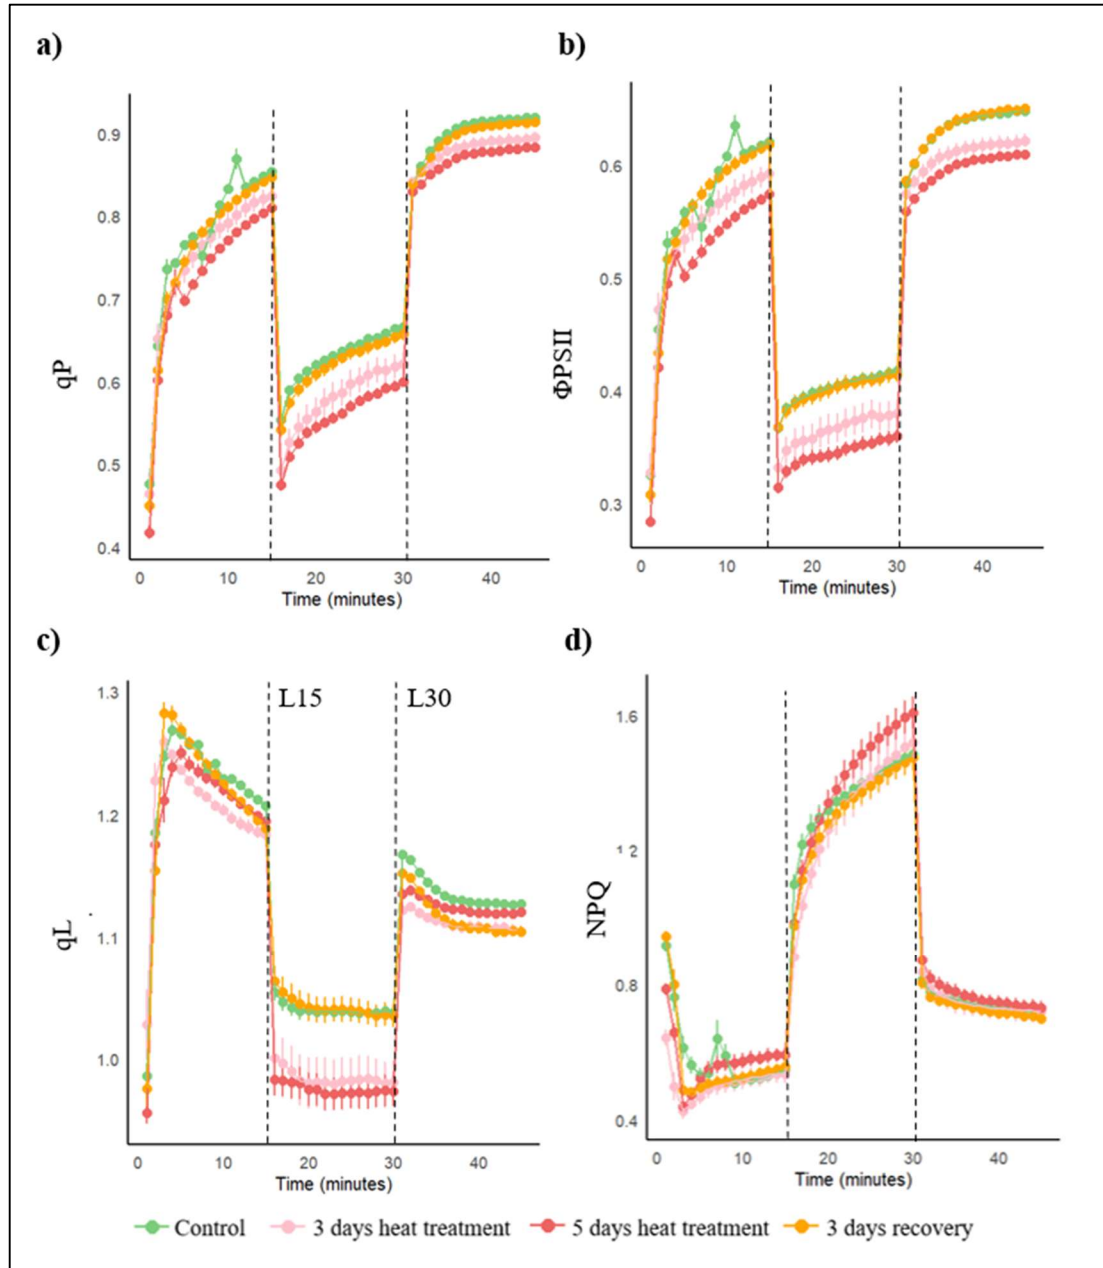 a)
b)
0.9
0.8
0.7
0.6
0.5
0.4
qP
0 10 20 30 40
Time (minutes)
0.6
0.5
0.4
0.3
ΦPSII
0 10 20 30 40
Time (minutes)
c)
d)
1.3
1.2
1.1
1.0
qL
L15
L30
0 10 20 30 40
Time (minutes)
1.6
1.2
0.8
0.4
NPQ
0 10 20 30 40
Time (minutes)
Control 3 days heat treatment 5 days heat treatment 3 days recovery